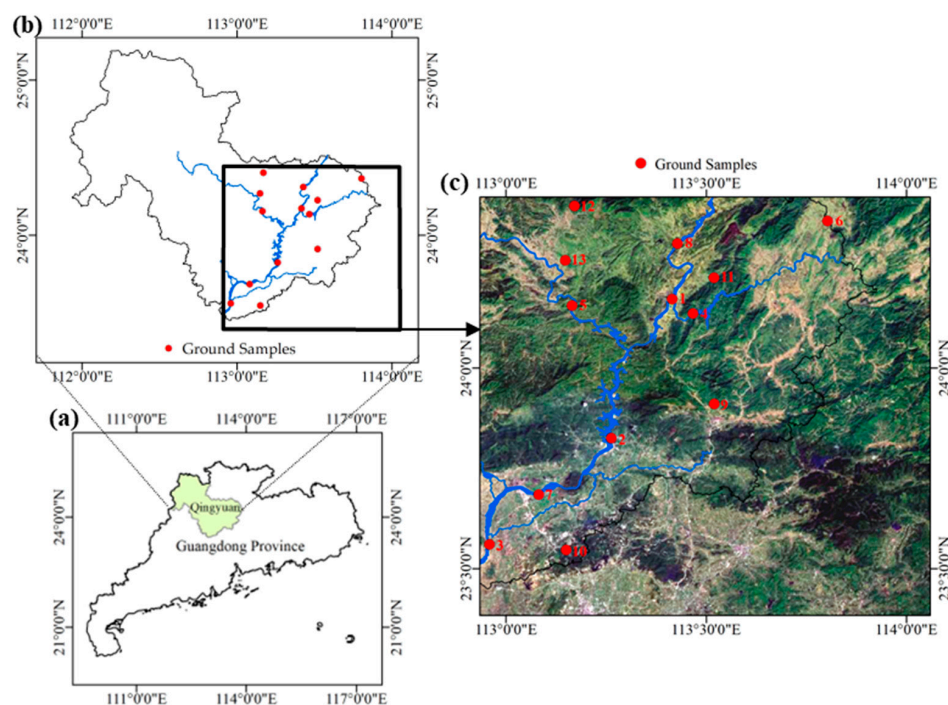 (b)
112°0'0"E 113°0'0"E 114°0'0"E
25°0'0"N
24°0'0"N
25°0'0"N
24°0'0"N
Ground Samples
112°0'0"E 113°0'0"E 114°0'0"E
(a)
111°0'0"E 114°0'0"E 117°0'0"E
24°0'0"N
21°0'0"N
24°0'0"N
21°0'0"N
Qingyuan
Guangdong Province
111°0'0"E 114°0'0"E 117°0'0"E
Ground Samples
(c)
113°0'0"E 113°30'0"E 114°0'0"E
12
6
8
13
11
1
5
4
24°0'0"N
23°30'0"N
24°0'0"N
23°30'0"N
9
2
7
3
10
113°0'0"E 113°30'0"E 114°0'0"E